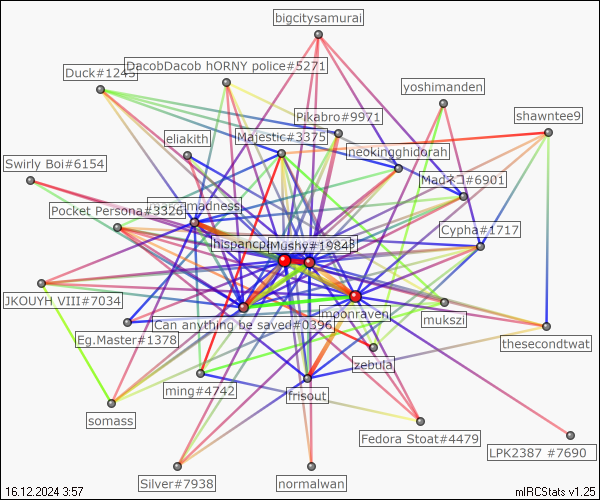 bigcitysamurai
DacobDacob hORNY police#5271
Duck#1245
yoshimanden
Pikabro#9971
shawntee9
Majestic#3375
eliakith
neokingghidorah
Swirly Boi#6154
Madネコ#6901
Pocket Persona#3326
Cypha#1717
Mushy#1984
JKOUYH VIII#7034
moonraven
mukszi
Can anything be saved#0396
Eg.Master#1378
thesecondtwat
zebula
ming#4742
frisout
somass
Fedora Stoat#4479
LPK2387 #7690
Silver#7938
normalwan
16.12.2024 3:57
mIRCStats v1.25